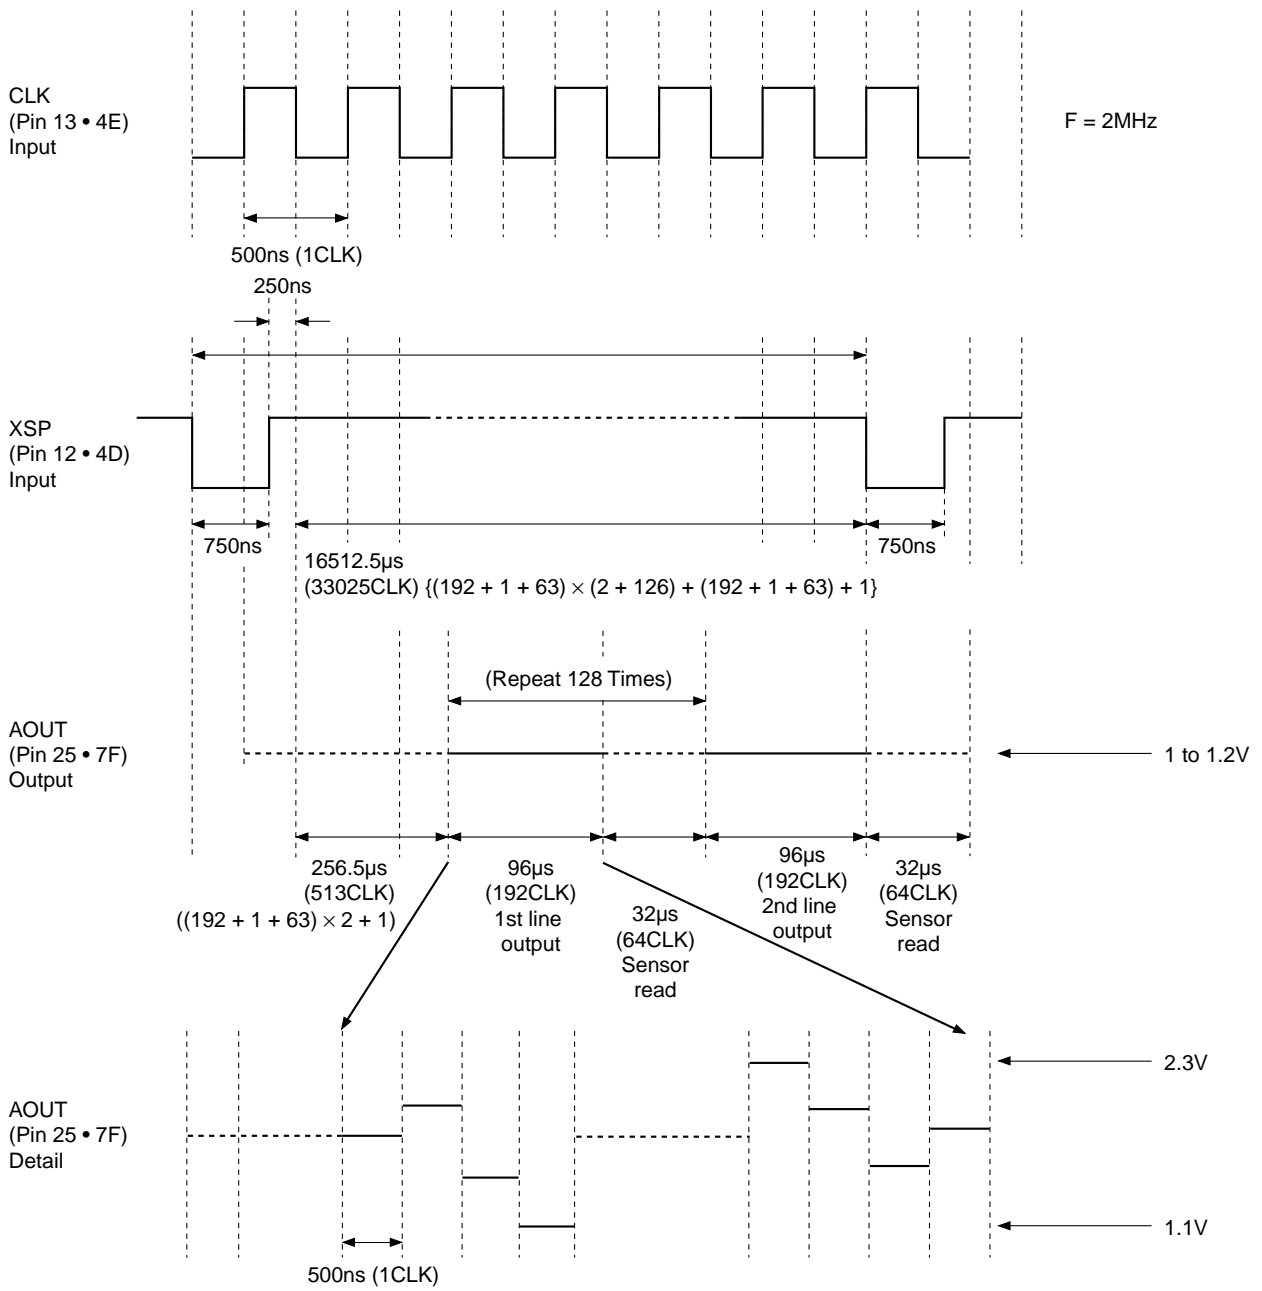 CLK
(Pin 13 • 4E)
Input
F = 2MHz
500ns (1CLK)
250ns
XSP
(Pin 12 • 4D)
Input
750ns
750ns
16512.5µs
(33025CLK) {(192 + 1 + 63) × (2 + 126) + (192 + 1 + 63) + 1}
(Repeat 128 Times)
AOUT
(Pin 25 • 7F)
Output
1 to 1.2V
256.5µs
(513CLK)
((192 + 1 + 63) × 2 + 1)
96µs
(192CLK)
1st line
output
32µs
(64CLK)
Sensor
read
96µs
(192CLK)
2nd line
output
32µs
(64CLK)
Sensor
read
2.3V
AOUT
(Pin 25 • 7F)
Detail
1.1V
500ns (1CLK)